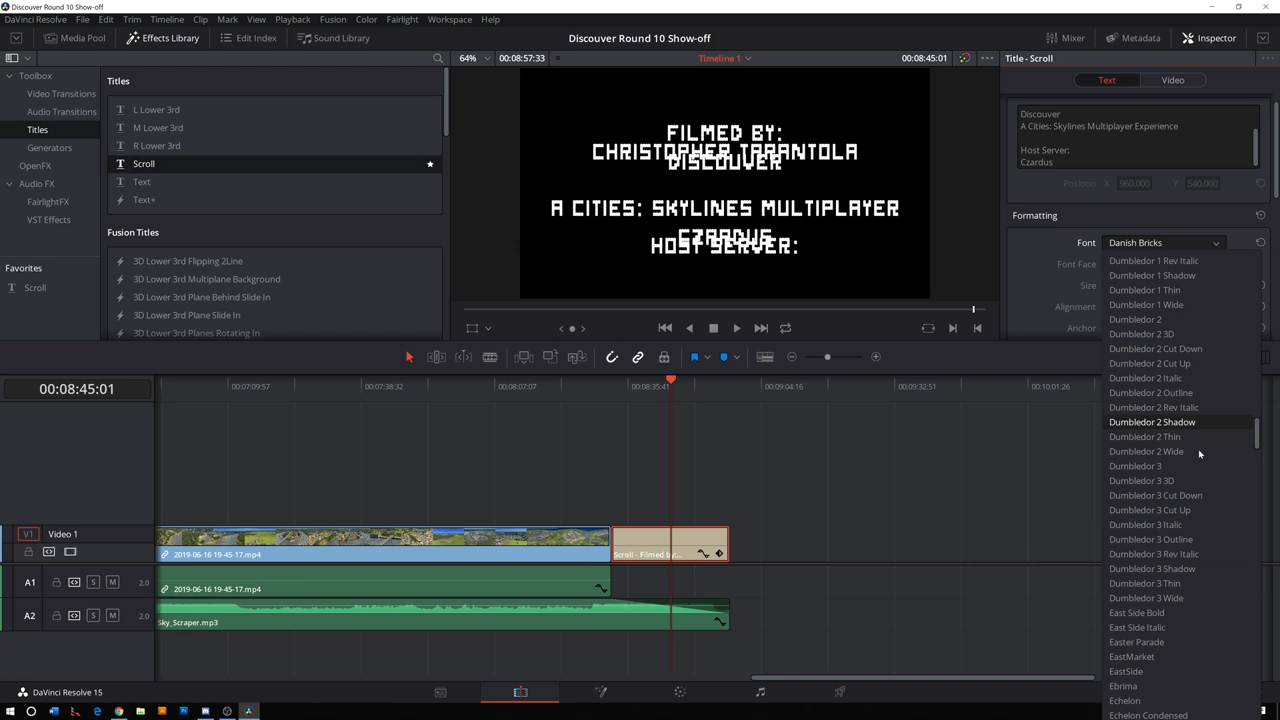 Discover Round 10 Show-off
DaVinci Resolve File Edit Trim Timeline Clip Mark View Playback Fusion Color Fairlight Workspace Help
Media Pool Effects Library Edit Index Sound Library Discover Round 10 Show-off Mixer Metadata Inspector
64% 00:08:57:33 Timeline 1 00:08:45:01 Title - Scroll
Toolbox
Video Transitions
Audio Transitions
Titles
Generators
OpenFX
Audio FX
FairlightFX
VST Effects
Favorites
Scroll
Titles
L Lower 3rd
M Lower 3rd
R Lower 3rd
Scroll
Text
Text+
Fusion Titles
3D Lower 3rd Flipping 2Line
3D Lower 3rd Multiplane Background
3D Lower 3rd Plane Behind Slide In
3D Lower 3rd Plane Slide In
3D Lower 3rd Planes Rotating In
FILMED BY:
CHRISTOPHER TARANTOLA
DISCOUVER
A CITIES: SKYLINES MULTIPLAYER
CZARDUS
HOST SERVER:
Text Video
Discover
A Cities: Skylines Multiplayer Experience
Host Server:
Czardus
Position X 960.000 Y 540.000
Formatting
Font Danish Bricks
Font Face
Size
Alignment
Anchor
Dumbledor 1 Rev Italic
Dumbledor 1 Shadow
Dumbledor 1 Thin
Dumbledor 1 Wide
Dumbledor 2
Dumbledor 2 3D
Dumbledor 2 Cut Down
Dumbledor 2 Cut Up
Dumbledor 2 Italic
Dumbledor 2 Outline
Dumbledor 2 Rev Italic
Dumbledor 2 Shadow
Dumbledor 2 Thin
Dumbledor 2 Wide
Dumbledor 3
Dumbledor 3 3D
Dumbledor 3 Cut Down
Dumbledor 3 Cut Up
Dumbledor 3 Italic
Dumbledor 3 Outline
Dumbledor 3 Rev Italic
Dumbledor 3 Shadow
Dumbledor 3 Thin
Dumbledor 3 Wide
East Side Bold
East Side Italic
Easter Parade
EastMarket
EastSide
Ebrima
Echelon
Echelon Condensed
00:08:45:01
00:07:09:57 00:07:38:32 00:08:07:07 00:08:35:41 00:09:04:16 00:09:32:51 00:10:01:26
V1 Video 1
2019-06-16 19-45-17.mp4
Scroll - Filmed by:...
A1 S M 2.0
2019-06-16 19-45-17.mp4
A2 S M 2.0
Sky_Scraper.mp3
DaVinci Resolve 15